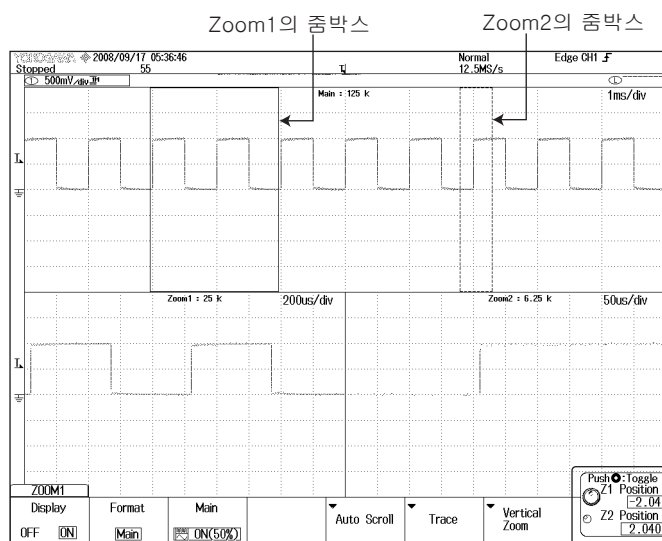 Zoom1의 줌박스 Zoom2의 줌박스
YOKOGAWA 2008/09/17 05:36:46 Normal Edge CH1
Stopped 55 12.5MS/s
① 500mV/div ①
Main : 125 k 1ms/div
Zoom1 : 25 k 200us/div Zoom2 : 6.25 k 50us/div
ZOOM1
Push :Toggle
Z1 Position
-2.04
Z2 Position
2.040
Display Format Main
OFF ON Main ON(50%) Auto Scroll Trace Vertical
Zoom